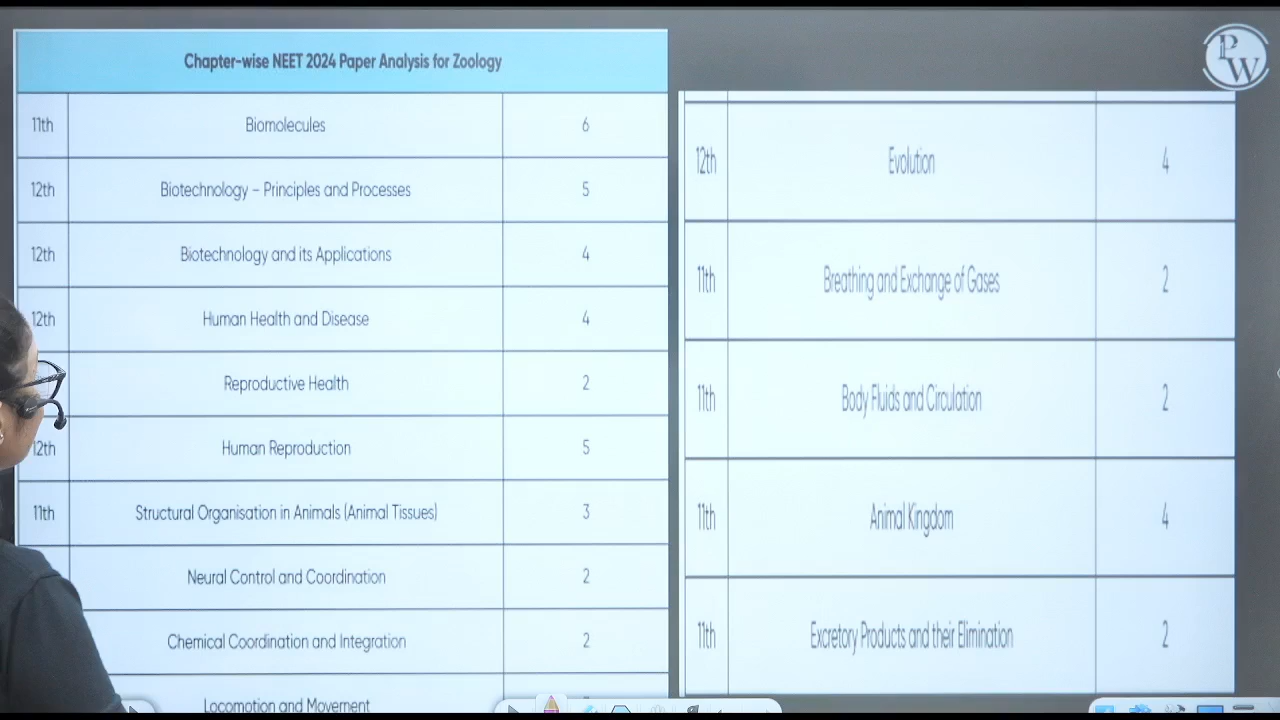 Chapter-wise NEET 2024 Paper Analysis for Zoology
11th Biomolecules 6
12th Biotechnology – Principles and Processes 5
12th Biotechnology and its Applications 4
12th Human Health and Disease 4
Reproductive Health 2
12th Human Reproduction 5
11th Structural Organisation in Animals (Animal Tissues) 3
Neural Control and Coordination 2
Chemical Coordination and Integration 2
Locomotion and Movement
PW
12th Evolution 4
11th Breathing and Exchange of Gases 2
11th Body Fluids and Circulation 2
11th Animal Kingdom 4
11th Excretory Products and their Elimination 2